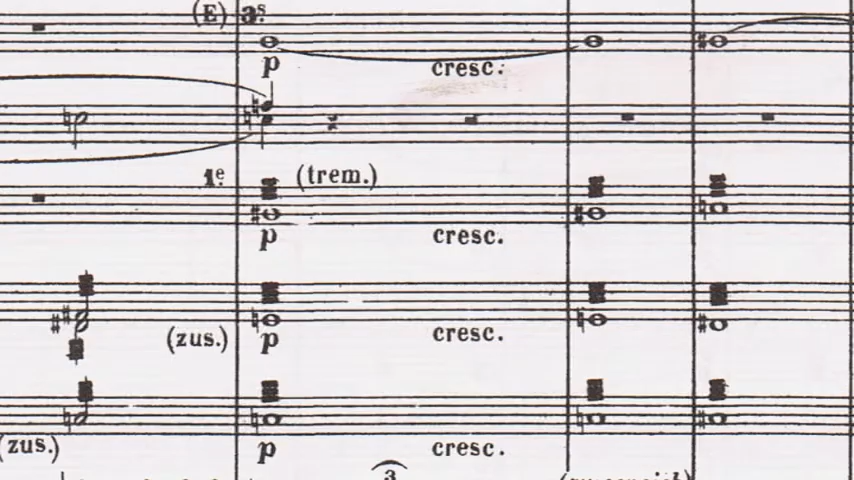 (E) 3s.
p cresc.
1e. (trem.)
p cresc.
(zus.) p cresc.
(zus.) p cresc.
3